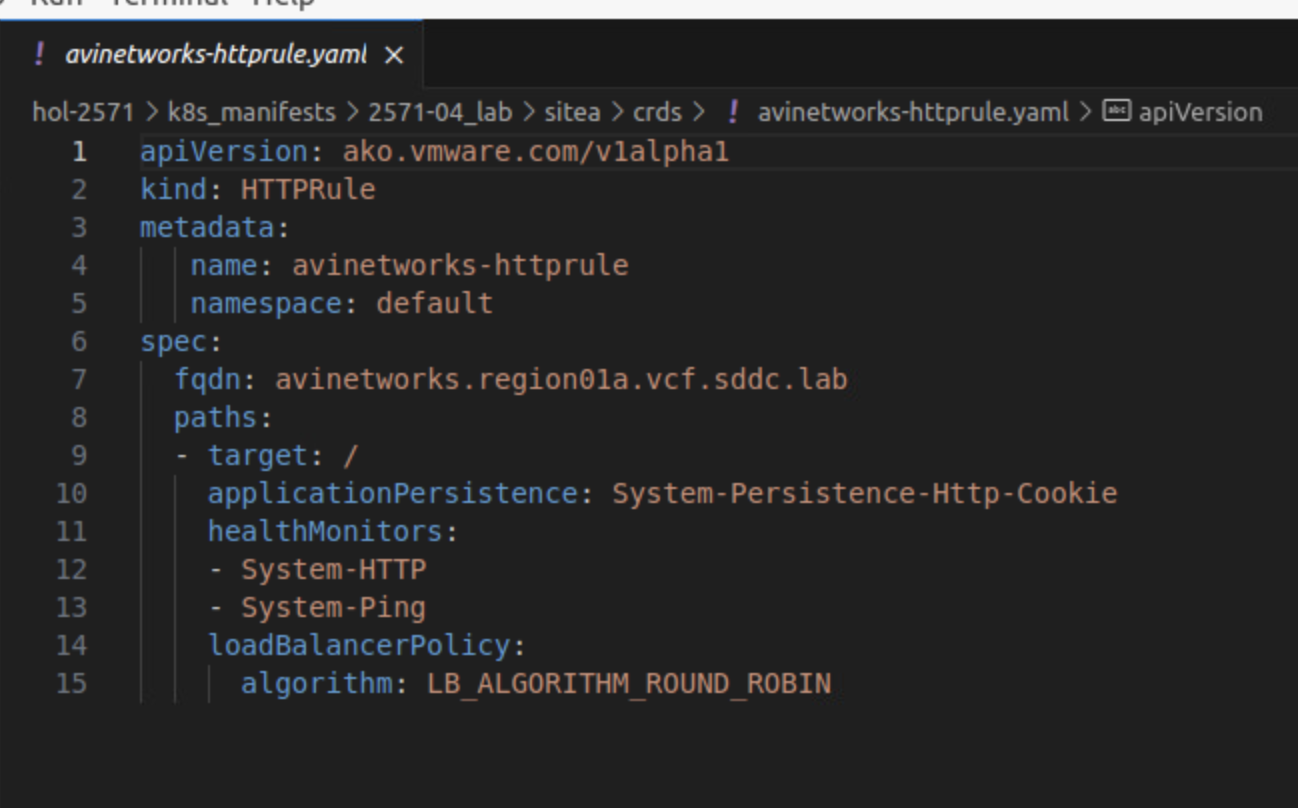 Run Terminal Help
! avinetworks-httprule.yaml ×
hol-2571 > k8s_manifests > 2571-04_lab > sitea > crds > ! avinetworks-httprule.yaml > abc apiVersion
1 apiVersion: ako.vmware.com/v1alpha1
2 kind: HTTPRule
3 metadata:
4 name: avinetworks-httprule
5 namespace: default
6 spec:
7 fqdn: avinetworks.region01a.vcf.sddc.lab
8 paths:
9 - target: /
10 applicationPersistence: System-Persistence-Http-Cookie
11 healthMonitors:
12 - System-HTTP
13 - System-Ping
14 loadBalancerPolicy:
15 algorithm: LB_ALGORITHM_ROUND_ROBIN